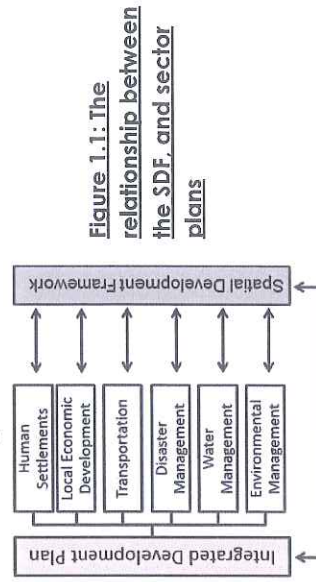 Integrated Development Plan
Human
Settlements
Local Economic
Development
Transportation
Disaster
Management
Water
Management
Environmental
Management
Spatial Development Framework
Figure 1.1: The
relationship between
the SDF, and sector
plans